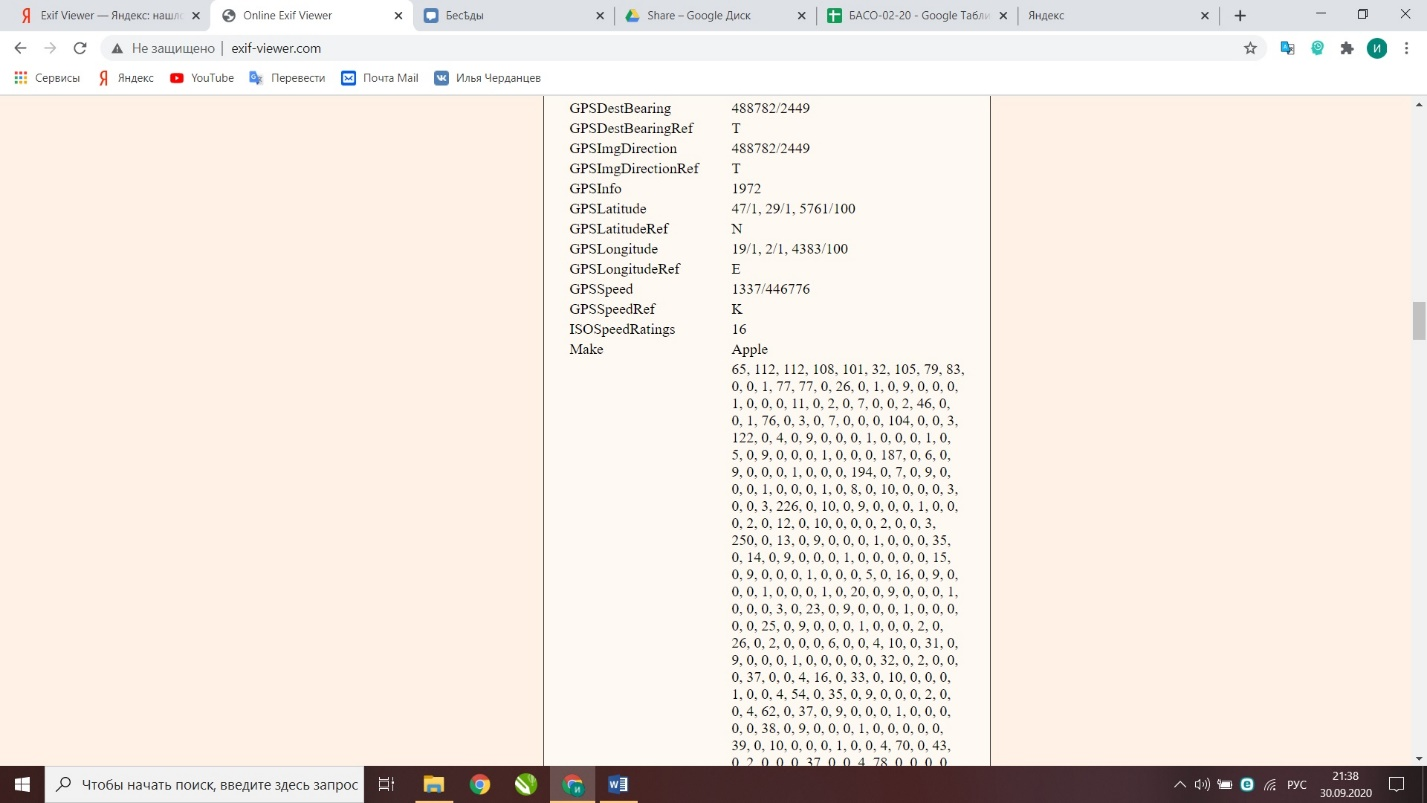 Exif Viewer — Яндекс: нашло
Online Exif Viewer
Бесѣды
Share – Google Диск
БАСО-02-20 - Google Табли
Яндекс
Не защищено | exif-viewer.com
И
Сервисы
Яндекс
YouTube
Перевести
Почта Mail
Илья Черданцев
GPSDestBearing 488782/2449
GPSDestBearingRef T
GPSImgDirection 488782/2449
GPSImgDirectionRef T
GPSInfo 1972
GPSLatitude 47/1, 29/1, 5761/100
GPSLatitudeRef N
GPSLongitude 19/1, 2/1, 4383/100
GPSLongitudeRef E
GPSSpeed 1337/446776
GPSSpeedRef K
ISOSpeedRatings 16
Make Apple
65, 112, 112, 108, 101, 32, 105, 79, 83,
0, 0, 1, 77, 77, 0, 26, 0, 1, 0, 9, 0, 0, 0,
1, 0, 0, 0, 11, 0, 2, 0, 7, 0, 0, 2, 46, 0,
0, 1, 76, 0, 3, 0, 7, 0, 0, 0, 104, 0, 0, 3,
122, 0, 4, 0, 9, 0, 0, 0, 1, 0, 0, 0, 1, 0,
5, 0, 9, 0, 0, 0, 1, 0, 0, 0, 187, 0, 6, 0,
9, 0, 0, 0, 1, 0, 0, 0, 194, 0, 7, 0, 9, 0,
0, 0, 1, 0, 0, 0, 1, 0, 8, 0, 10, 0, 0, 0, 3,
0, 0, 3, 226, 0, 10, 0, 9, 0, 0, 0, 1, 0, 0,
0, 2, 0, 12, 0, 10, 0, 0, 0, 2, 0, 0, 3,
250, 0, 13, 0, 9, 0, 0, 0, 1, 0, 0, 0, 35,
0, 14, 0, 9, 0, 0, 0, 1, 0, 0, 0, 0, 0, 15,
0, 9, 0, 0, 0, 1, 0, 0, 0, 5, 0, 16, 0, 9, 0,
0, 0, 1, 0, 0, 0, 1, 0, 20, 0, 9, 0, 0, 0, 1,
0, 0, 0, 3, 0, 23, 0, 9, 0, 0, 0, 1, 0, 0, 0,
0, 0, 25, 0, 9, 0, 0, 0, 1, 0, 0, 0, 2, 0,
26, 0, 2, 0, 0, 0, 6, 0, 0, 4, 10, 0, 31, 0,
9, 0, 0, 0, 1, 0, 0, 0, 0, 0, 32, 0, 2, 0, 0,
0, 37, 0, 0, 4, 16, 0, 33, 0, 10, 0, 0, 0,
1, 0, 0, 4, 54, 0, 35, 0, 9, 0, 0, 0, 2, 0,
0, 4, 62, 0, 37, 0, 9, 0, 0, 0, 1, 0, 0, 0,
0, 0, 38, 0, 9, 0, 0, 0, 1, 0, 0, 0, 0, 0,
39, 0, 10, 0, 0, 0, 1, 0, 0, 4, 70, 0, 43,
0, 2, 0, 0, 0, 37, 0, 0, 4, 78, 0, 0, 0, 0,
Чтобы начать поиск, введите здесь запрос
РУС
21:38
30.09.2020